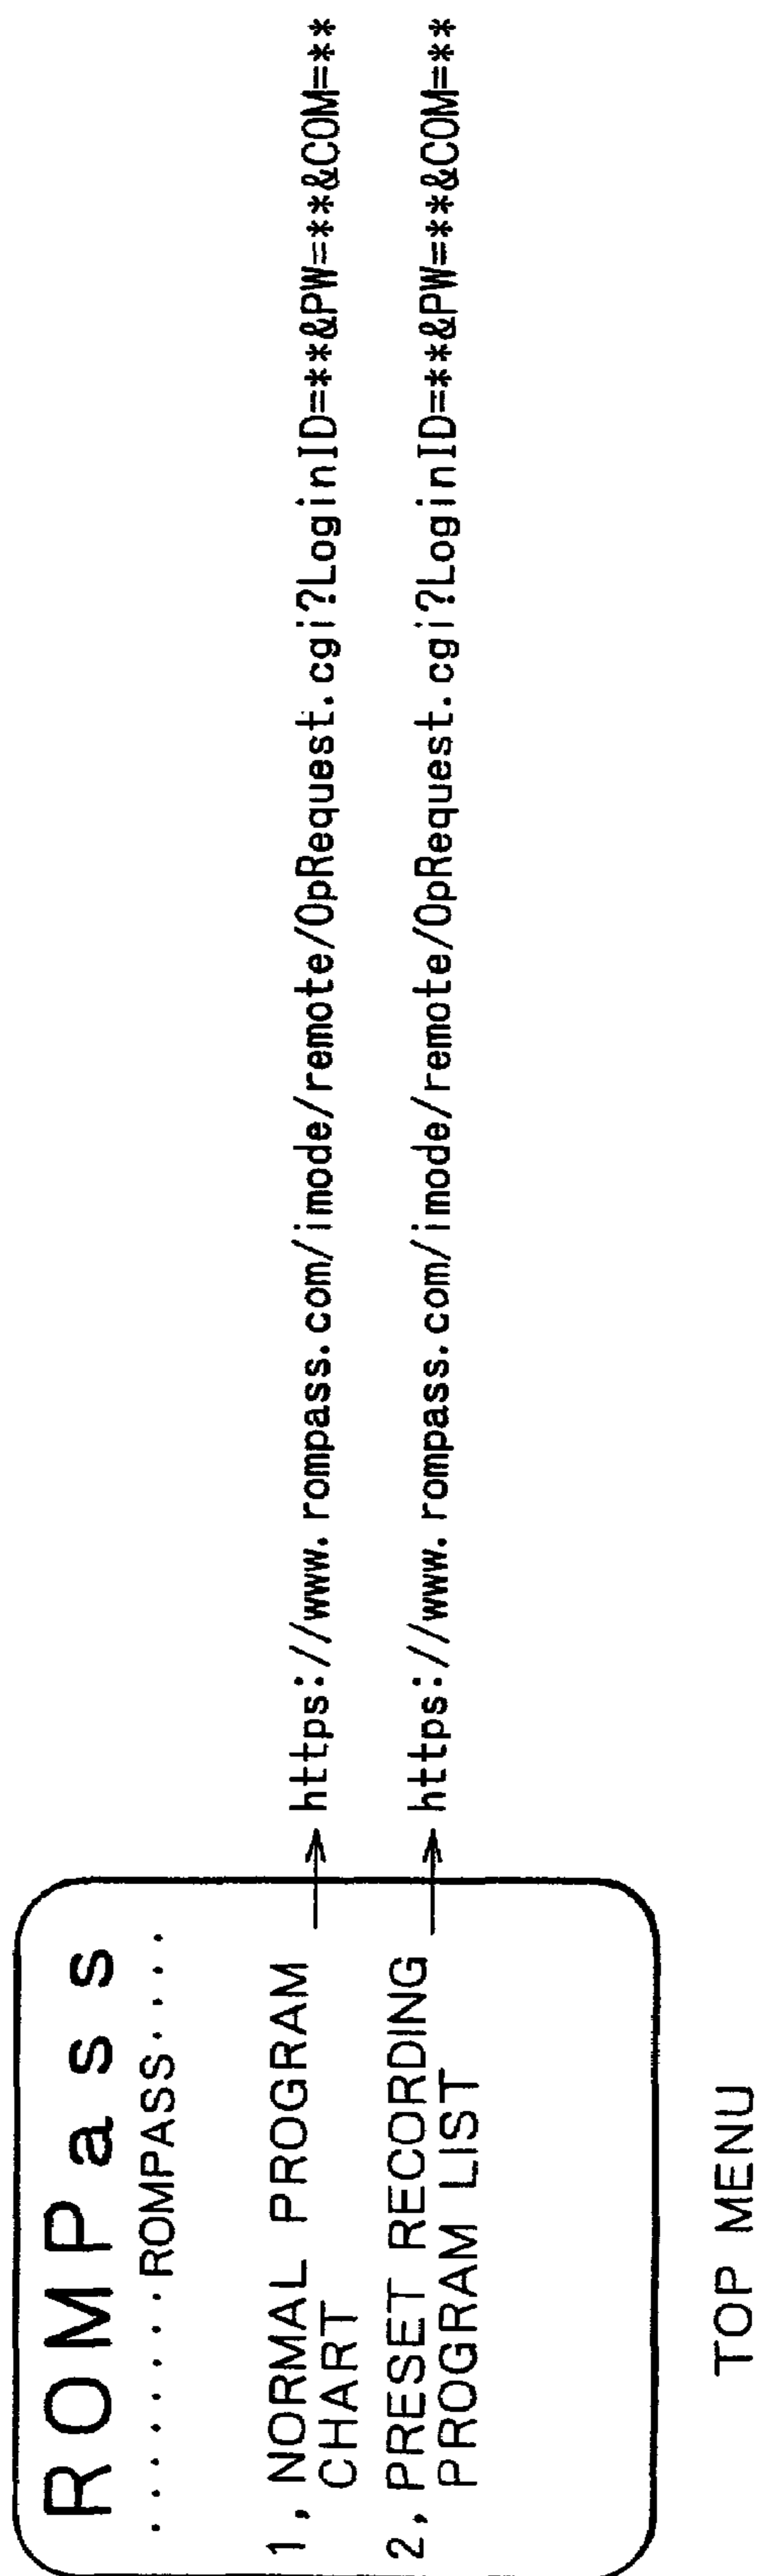 ROMPass
·········ROMPASS····
1, NORMAL PROGRAM
CHART
→ https://www.rompass.com/imode/remote/OpRequest.cgi?LoginID=**&PW=**&COM=**
2, PRESET RECORDING
PROGRAM LIST
→ https://www.rompass.com/imode/remote/OpRequest.cgi?LoginID=**&PW=**&COM=**
TOP MENU